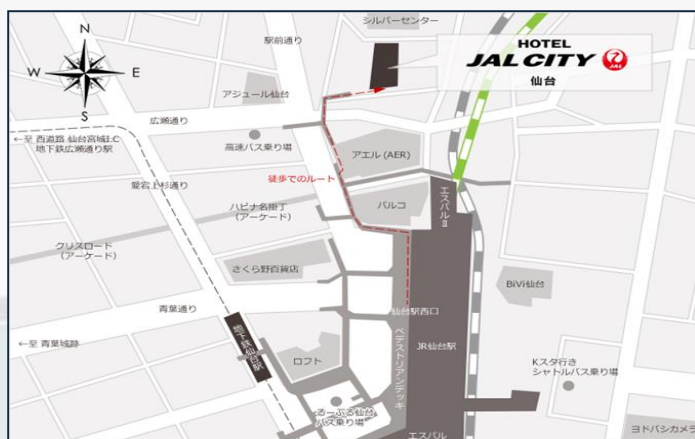 シルバーセンター
HOTEL
JAL CITY
JAL
仙台
N
W
E
S
駅前通り
アジュール仙台
広瀬通り
←至 西道路 仙台宮城I.C
地下鉄広瀬通り駅
高速バス乗り場
アエル (AER)
徒歩でのルート
愛宕上杉通り
ハピナ名掛丁
(アーケード)
パルコ
エスパルⅡ
クリスロード
(アーケード)
さくら野百貨店
BiVi仙台
青葉通り
仙台駅西口
ペデストリアンデッキ
JR仙台駅
←至 青葉城跡
地下鉄仙台駅
ロフト
Kスタ行き
シャトルバス乗り場
るーぷる仙台
バス乗り場
エスパル
ヨドバシカメラ